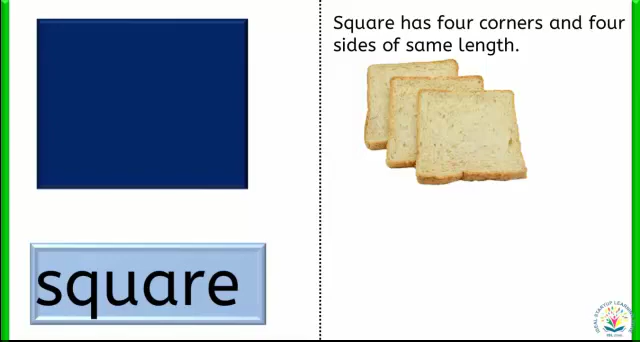 Square has four corners and four
sides of same length.
square